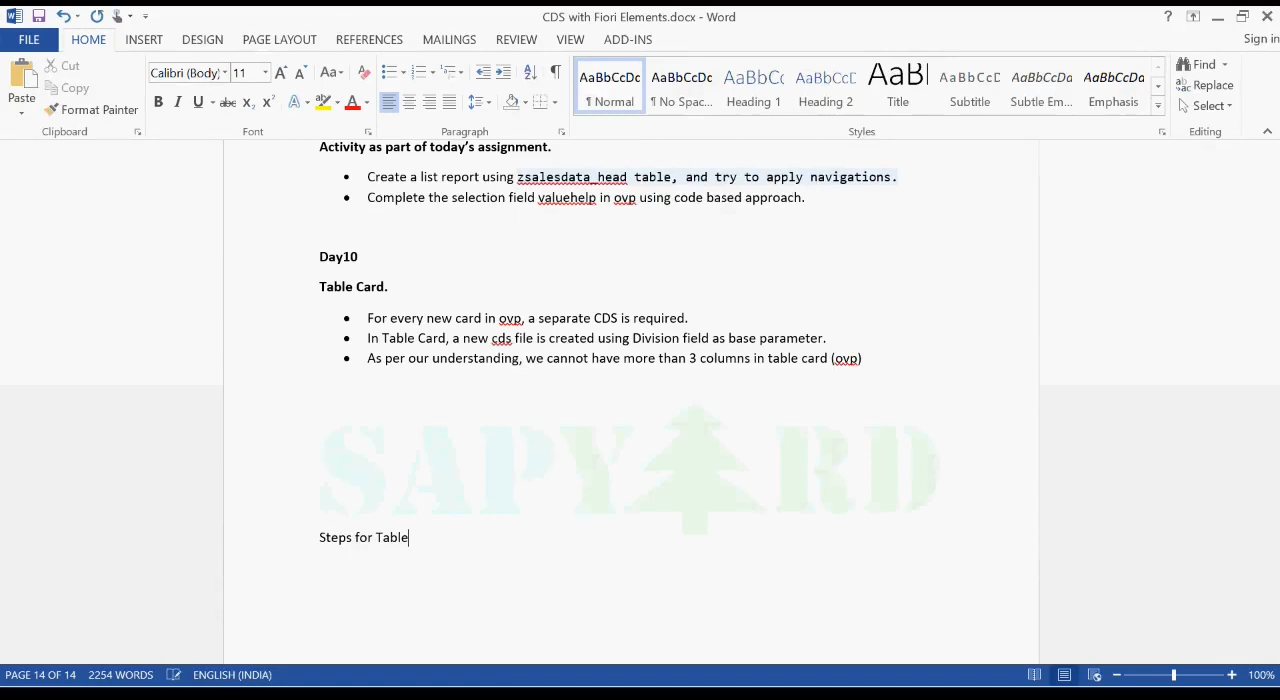 CDS with Fiori Elements.docx - Word
FILE HOME INSERT DESIGN PAGE LAYOUT REFERENCES MAILINGS REVIEW VIEW ADD-INS Sign in
Paste Cut Copy Format Painter
Calibri (Body) 11
AaBbCcDc AaBbCcDc AaBbCc AaBbCcD AaBl AaBbCcD AaBbCcDa AaBbCcDa
¶ Normal ¶ No Spac... Heading 1 Heading 2 Title Subtitle Subtle Em... Emphasis
Find Replace Select
Clipboard Font Paragraph Styles Editing
Activity as part of today's assignment.
• Create a list report using zsalesdata_head table, and try to apply navigations.
• Complete the selection field valuehelp in ovp using code based approach.
Day10
Table Card.
• For every new card in ovp, a separate CDS is required.
• In Table Card, a new cds file is created using Division field as base parameter.
• As per our understanding, we cannot have more than 3 columns in table card (ovp)
SAPYARD
Steps for Table
PAGE 14 OF 14 2254 WORDS ENGLISH (INDIA) 100%